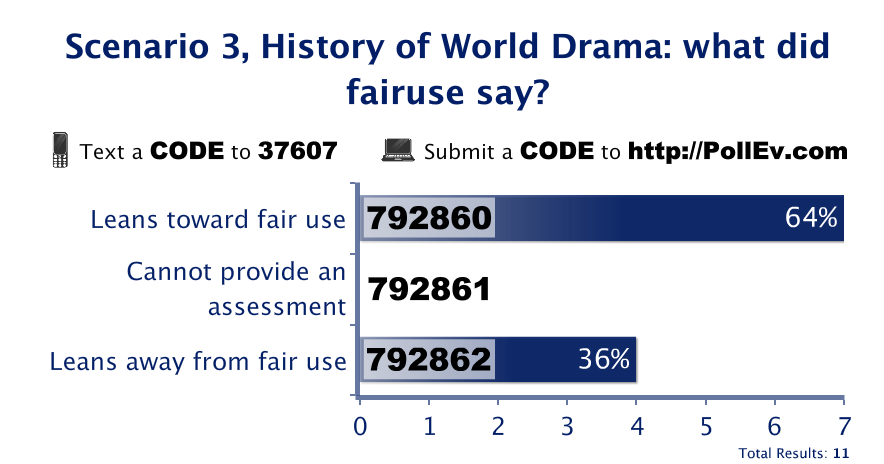 Scenario 3, History of World Drama: what did
fairuse say?
Text a CODE to 37607
Submit a CODE to http://PollEv.com
Leans toward fair use 792860 64%
Cannot provide an
assessment 792861
Leans away from fair use 792862 36%
0 1 2 3 4 5 6 7
Total Results: 11